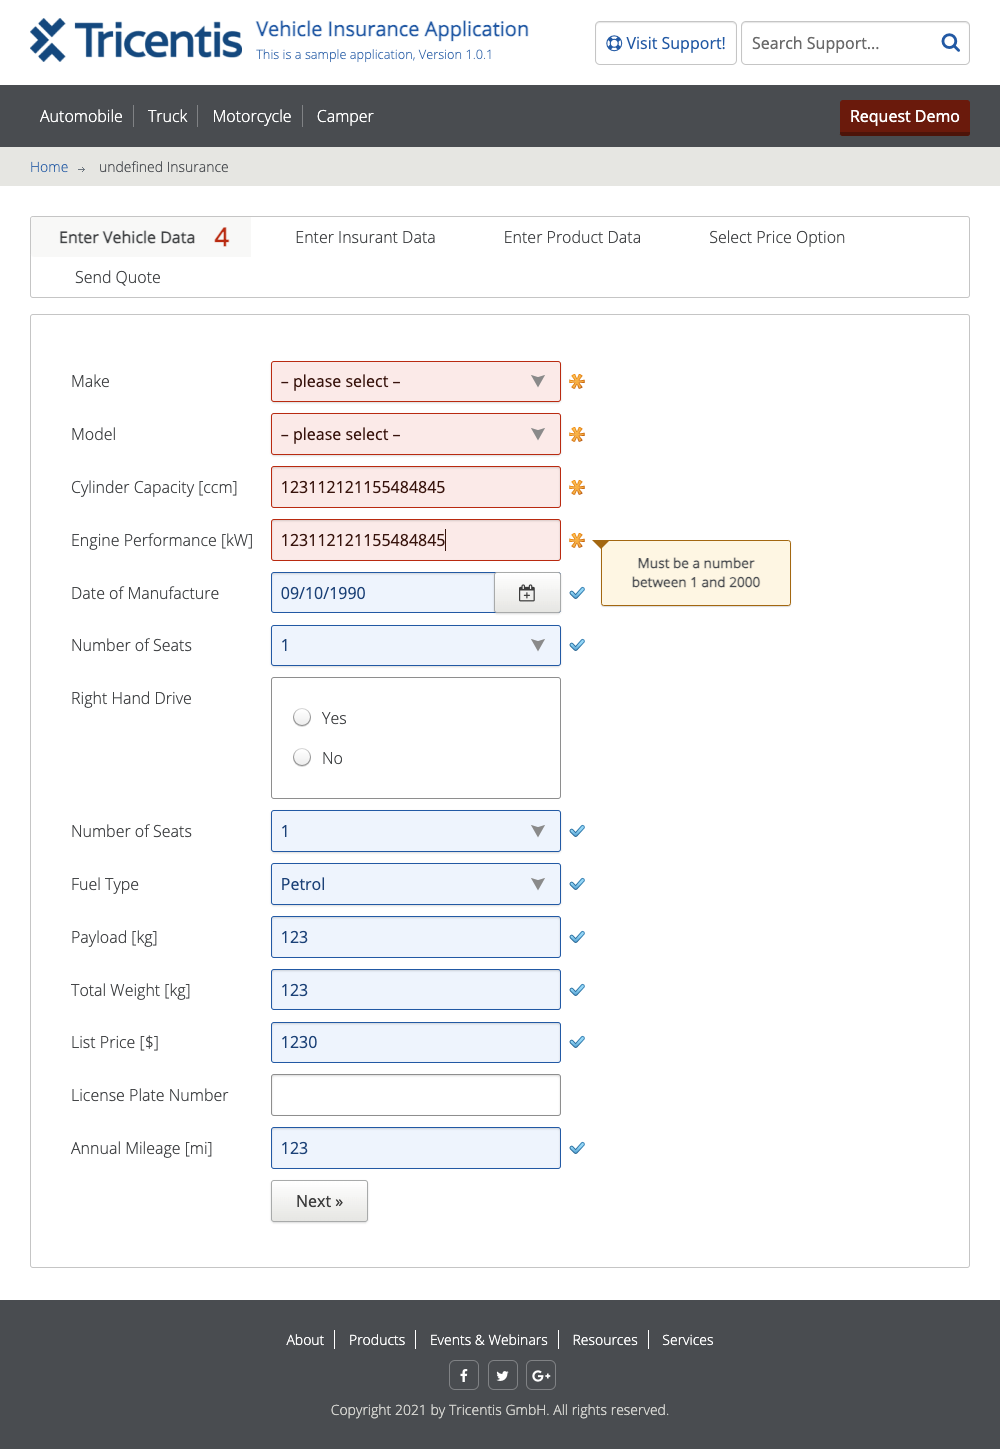 Tricentis
Vehicle Insurance Application
This is a sample application, Version 1.0.1
Visit Support!
Search Support...
Automobile
Truck
Motorcycle
Camper
Request Demo
Home → undefined Insurance
Enter Vehicle Data 4
Enter Insurant Data
Enter Product Data
Select Price Option
Send Quote
Make
– please select –
Model
– please select –
Cylinder Capacity [ccm]
123112121155484845
Engine Performance [kW]
123112121155484845
Must be a number
between 1 and 2000
Date of Manufacture
09/10/1990
Number of Seats
1
Right Hand Drive
Yes
No
Number of Seats
1
Fuel Type
Petrol
Payload [kg]
123
Total Weight [kg]
123
List Price [$]
1230
License Plate Number
Annual Mileage [mi]
123
Next »
About
Products
Events & Webinars
Resources
Services
Copyright 2021 by Tricentis GmbH. All rights reserved.